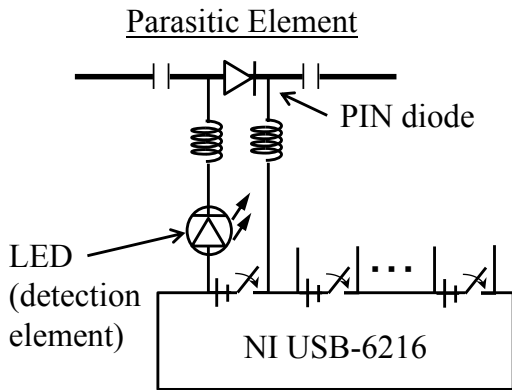 Parasitic Element
PIN diode
LED
(detection
element)
NI USB-6216